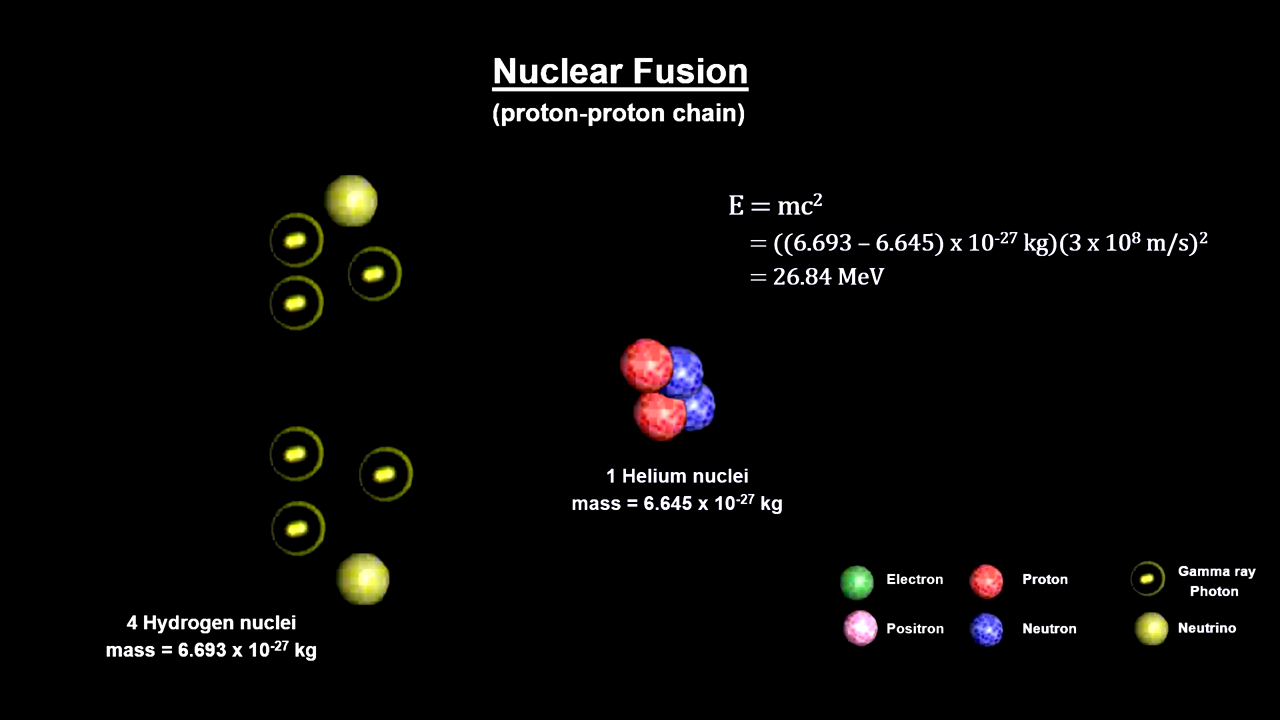 Nuclear Fusion
(proton-proton chain)
E = mc²
= ((6.693 – 6.645) x 10⁻²⁷ kg)(3 x 10⁸ m/s)²
= 26.84 MeV
1 Helium nuclei
mass = 6.645 x 10⁻²⁷ kg
4 Hydrogen nuclei
mass = 6.693 x 10⁻²⁷ kg
Electron
Proton
Gamma ray
Photon
Positron
Neutron
Neutrino